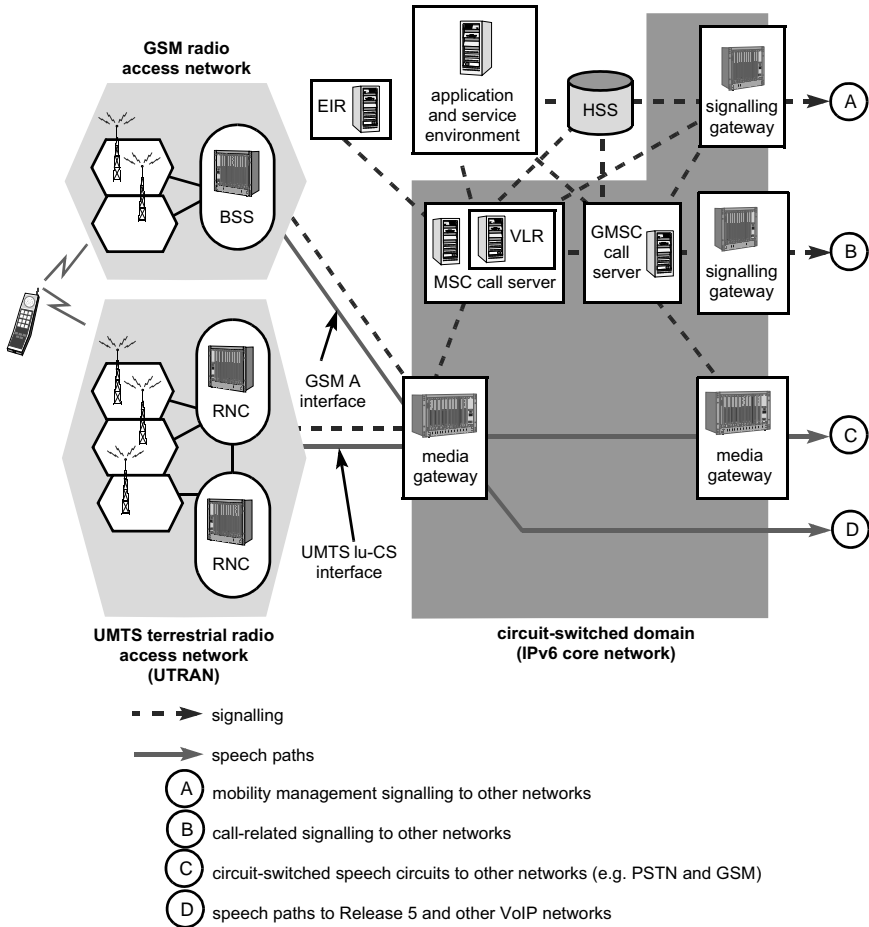 GSM radio
access network
EIR
application
and service
environment
HSS
signalling
gateway
A
BSS
VLR
MSC call server
GMSC
call
server
signalling
gateway
B
GSM A
interface
RNC
media
gateway
media
gateway
C
RNC
UMTS lu-CS
interface
D
UMTS terrestrial radio
access network
(UTRAN)
circuit-switched domain
(IPv6 core network)
signalling
speech paths
A mobility management signalling to other networks
B call-related signalling to other networks
C circuit-switched speech circuits to other networks (e.g. PSTN and GSM)
D speech paths to Release 5 and other VoIP networks